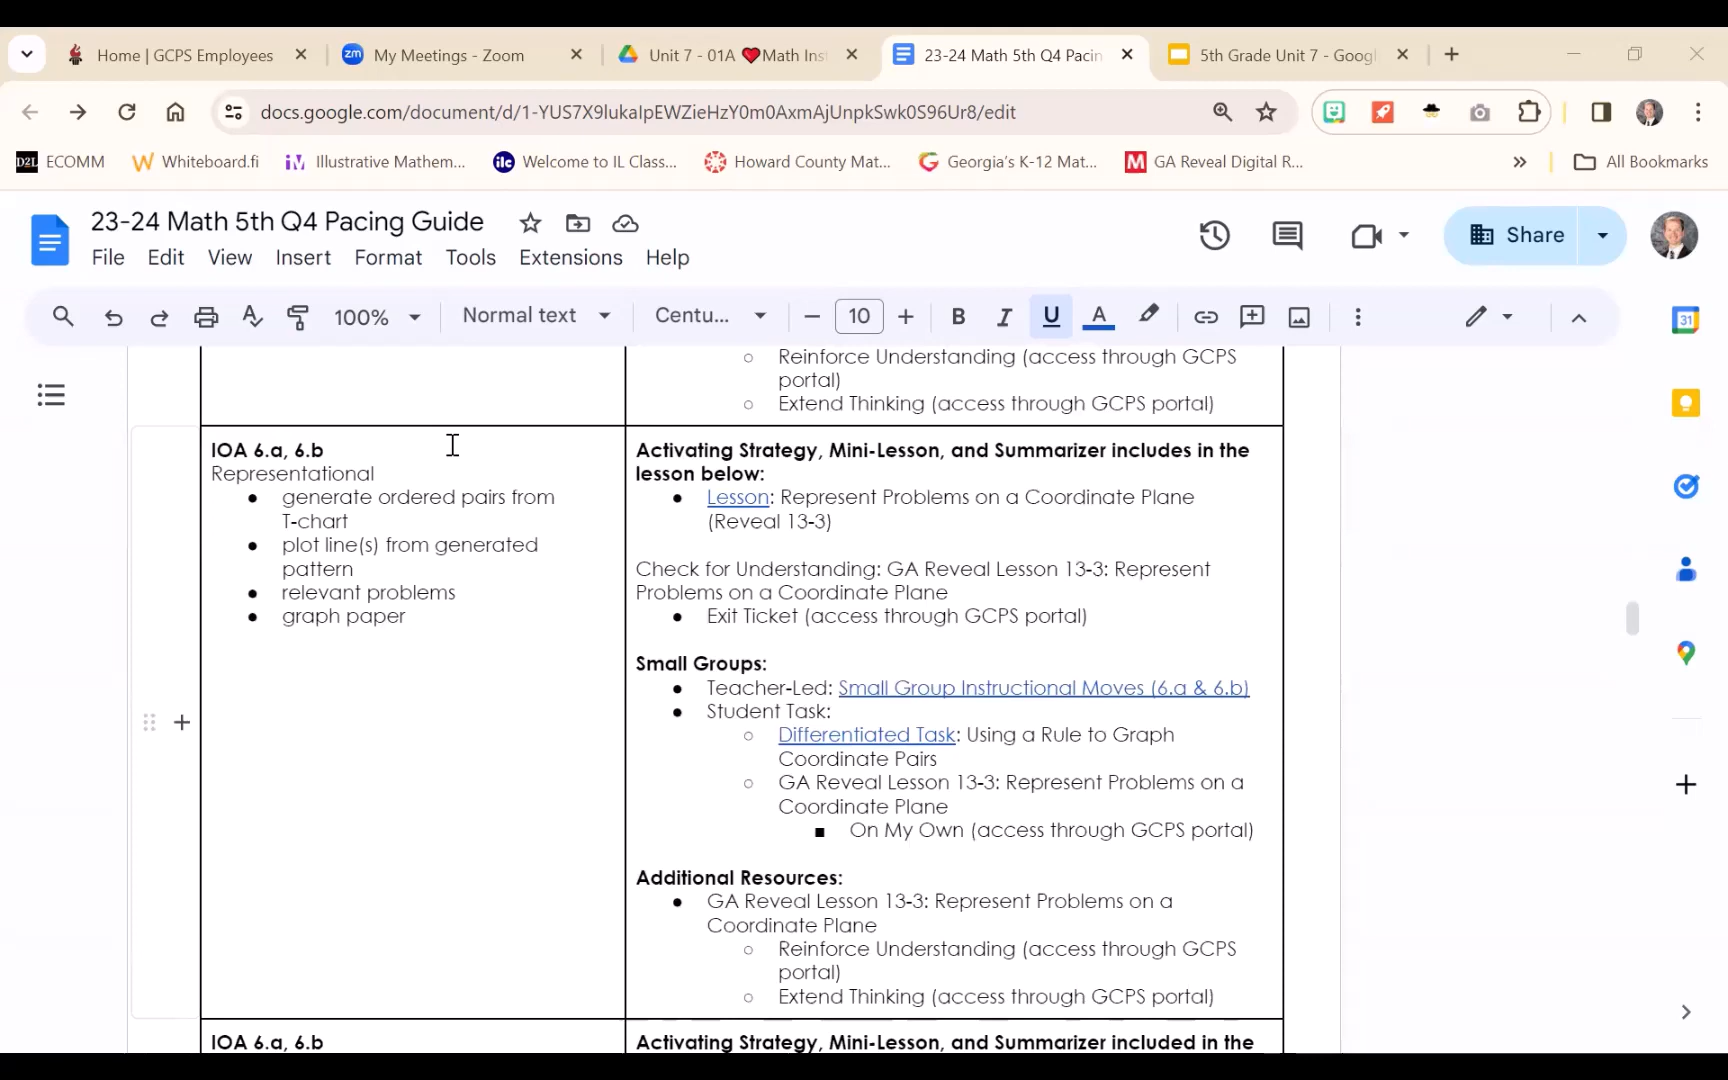 Home | GCPS Employees
My Meetings - Zoom
Unit 7 - 01A ❤Math Inst
23-24 Math 5th Q4 Pacin
5th Grade Unit 7 - Googl
docs.google.com/document/d/1-YUS7X9lukaIpEWZieHzY0m0AxmAjUnpkSwk0S96Ur8/edit
D2L ECOMM
Whiteboard.fi
Illustrative Mathem...
ilc Welcome to IL Class...
Howard County Mat...
Georgia's K-12 Mat...
M GA Reveal Digital R...
All Bookmarks
23-24 Math 5th Q4 Pacing Guide
File Edit View Insert Format Tools Extensions Help
Share
100%
Normal text
Centu...
10
B I U A
31
Reinforce Understanding (access through GCPS
portal)
Extend Thinking (access through GCPS portal)
IOA 6.a, 6.b
Representational
generate ordered pairs from
T-chart
plot line(s) from generated
pattern
relevant problems
graph paper
Activating Strategy, Mini-Lesson, and Summarizer includes in the
lesson below:
Lesson: Represent Problems on a Coordinate Plane
(Reveal 13-3)
Check for Understanding: GA Reveal Lesson 13-3: Represent
Problems on a Coordinate Plane
Exit Ticket (access through GCPS portal)
Small Groups:
Teacher-Led: Small Group Instructional Moves (6.a & 6.b)
Student Task:
Differentiated Task: Using a Rule to Graph
Coordinate Pairs
GA Reveal Lesson 13-3: Represent Problems on a
Coordinate Plane
On My Own (access through GCPS portal)
Additional Resources:
GA Reveal Lesson 13-3: Represent Problems on a
Coordinate Plane
Reinforce Understanding (access through GCPS
portal)
Extend Thinking (access through GCPS portal)
IOA 6.a, 6.b
Activating Strategy, Mini-Lesson, and Summarizer included in the